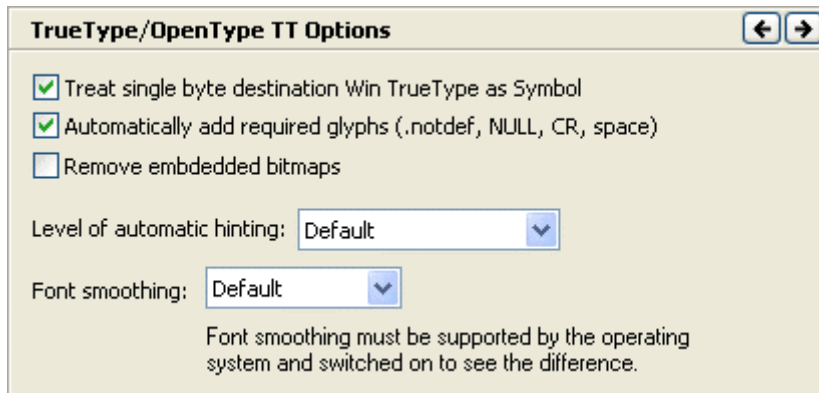 TrueType/OpenType TT Options
Treat single byte destination Win TrueType as Symbol
Automatically add required glyphs (.notdef, NULL, CR, space)
Remove embdedded bitmaps
Level of automatic hinting: Default
Font smoothing: Default
Font smoothing must be supported by the operating
system and switched on to see the difference.